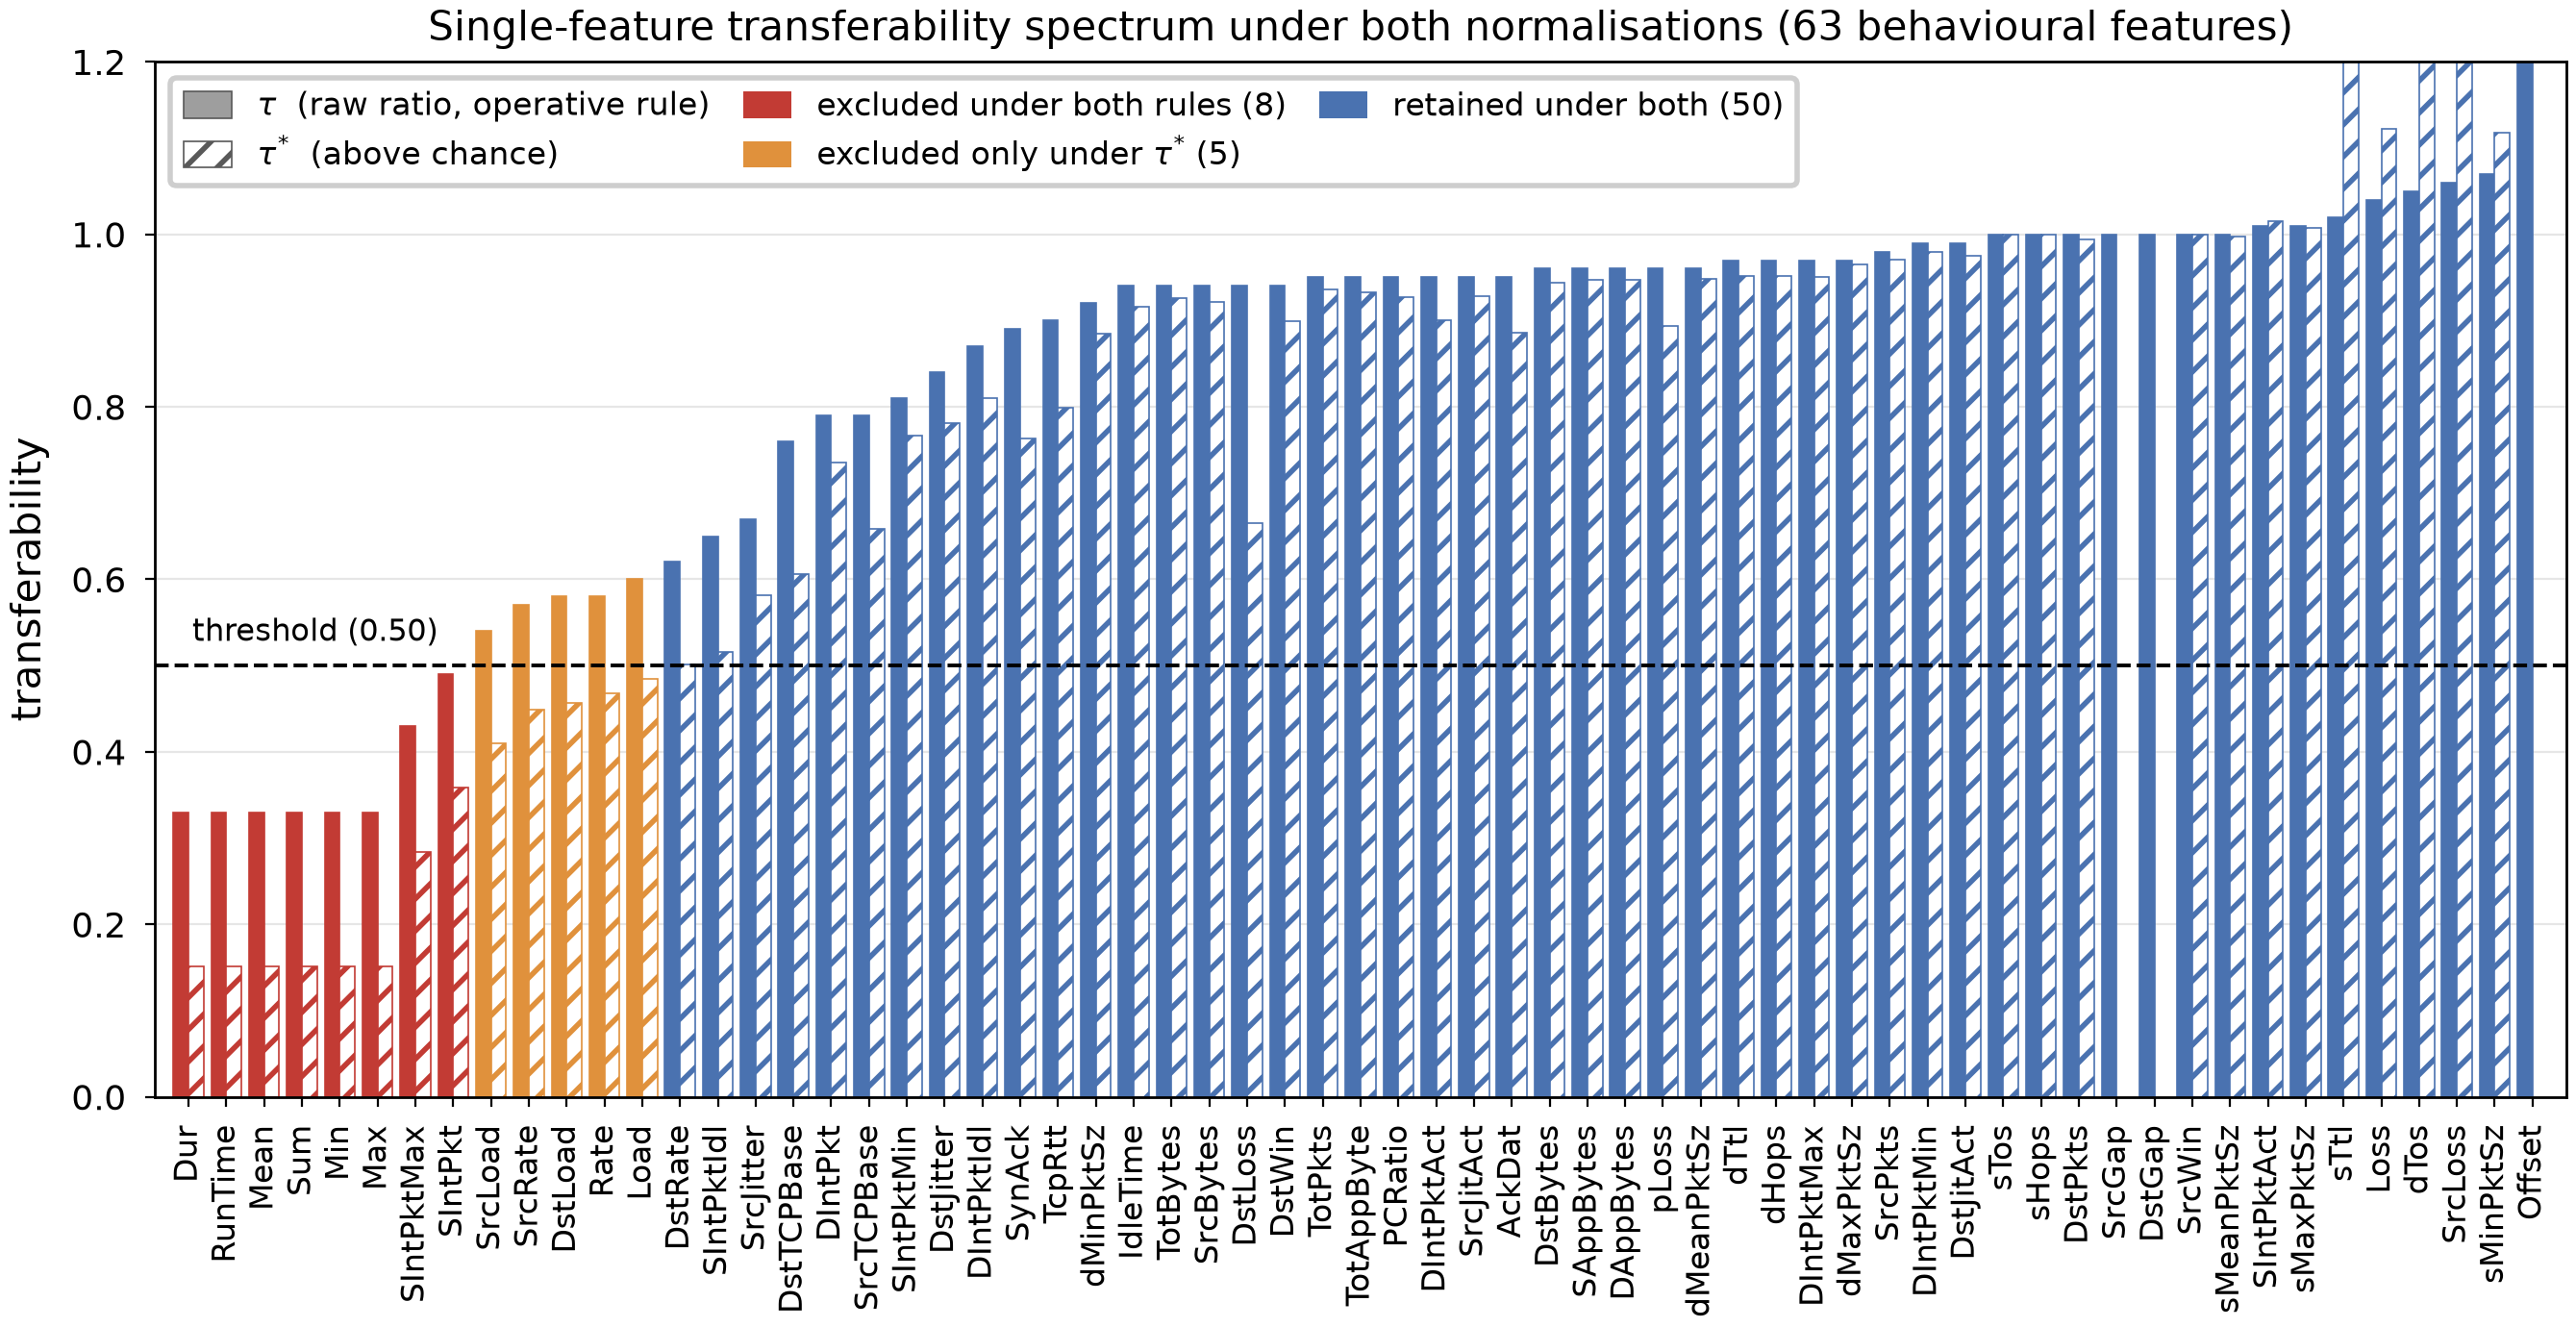 Single-feature transferability spectrum under both normalisations (63 behavioural features)
τ (raw ratio, operative rule)
τ* (above chance)
excluded under both rules (8)
excluded only under τ* (5)
retained under both (50)
transferability
1.2
1.0
0.8
0.6
0.4
0.2
0.0
threshold (0.50)
Dur
RunTime
Mean
Sum
Min
Max
SIntPktMax
SIntPkt
SrcLoad
SrcRate
DstLoad
Rate
Load
DstRate
SIntPktIdl
SrcJitter
DstTCPBase
DIntPkt
SrcTCPBase
SIntPktMin
DstJitter
DIntPktIdl
SynAck
TcpRtt
dMinPktSz
IdleTime
TotBytes
SrcBytes
DstLoss
DstWin
TotPkts
TotAppByte
PCRatio
DIntPktAct
SrcJitAct
AckDat
DstBytes
SAppBytes
DAppBytes
pLoss
dMeanPktSz
dTtl
dHops
DIntPktMax
dMaxPktSz
SrcPkts
DIntPktMin
DstJitAct
sTos
sHops
DstPkts
SrcGap
DstGap
SrcWin
sMeanPktSz
SIntPktAct
sMaxPktSz
sTtl
Loss
dTos
SrcLoss
sMinPktSz
Offset